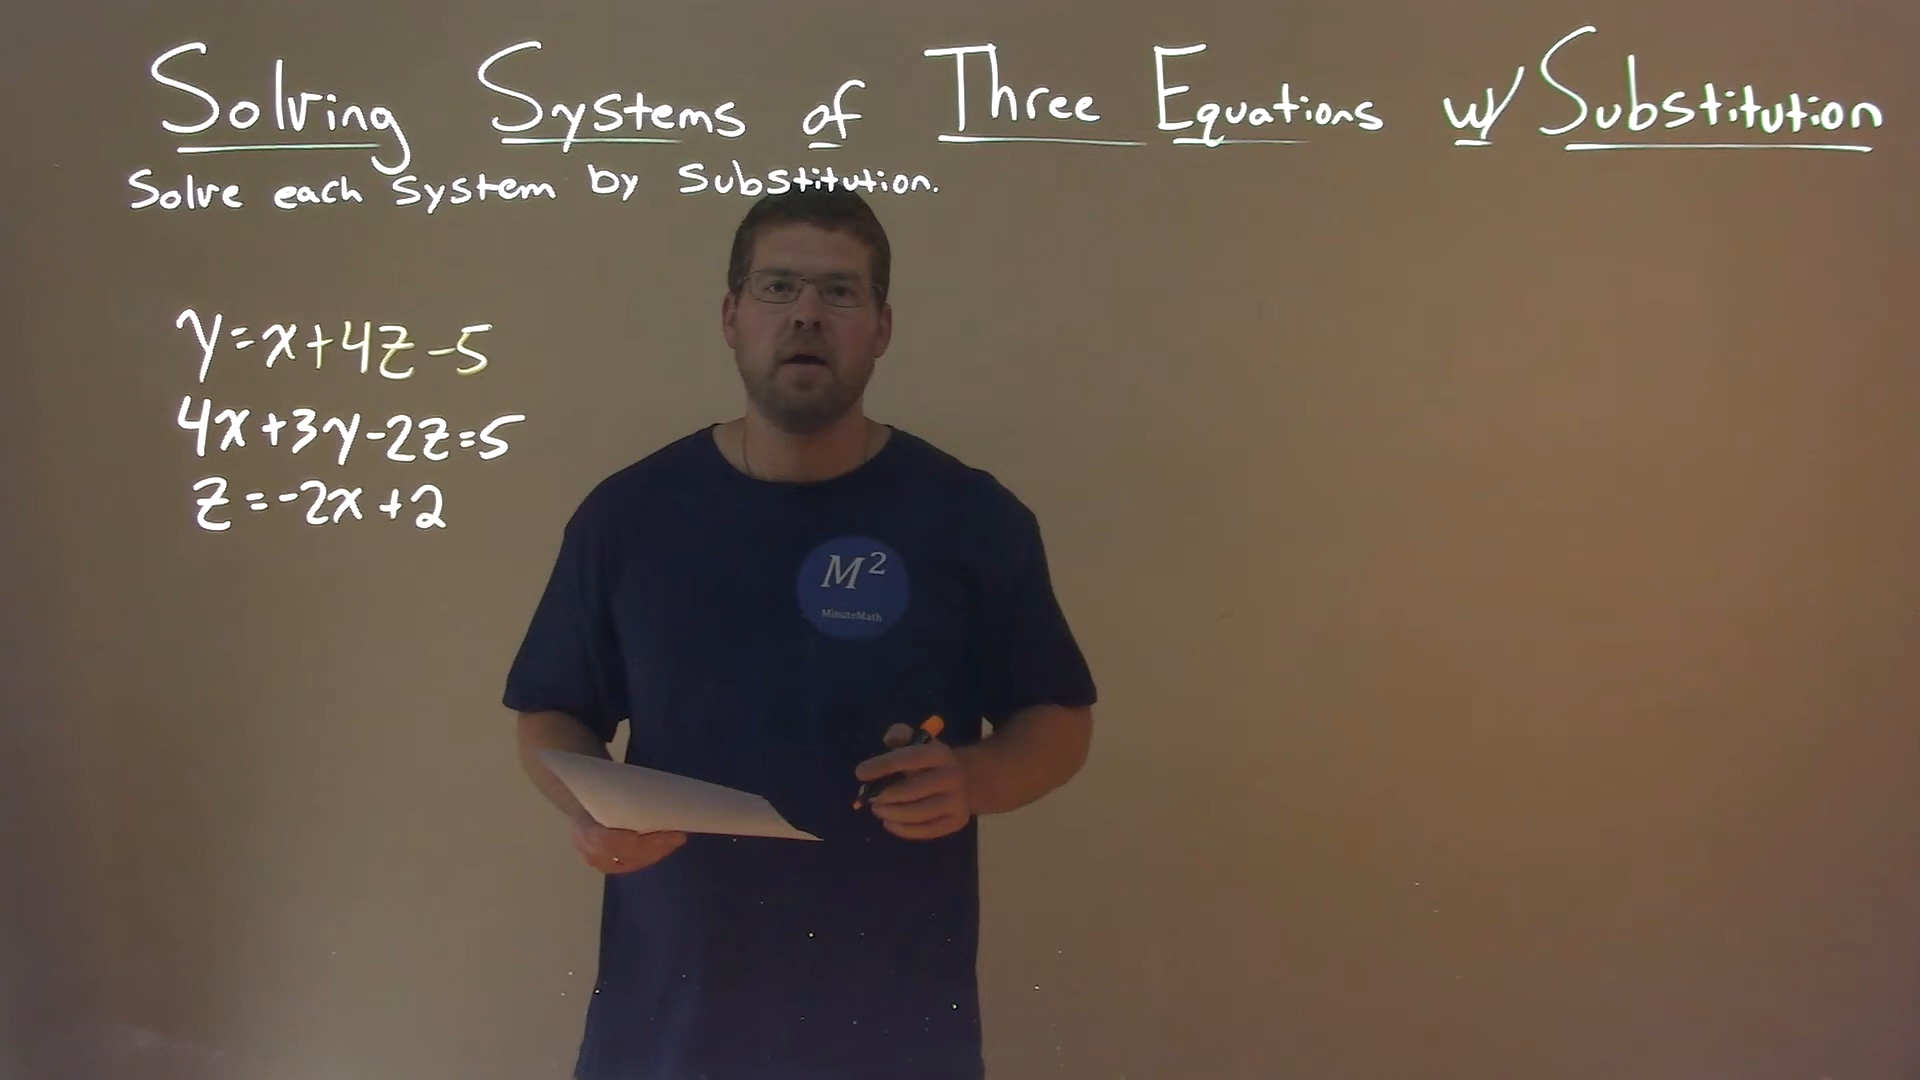 Solving Systems of Three Equations w/ Substitution
Solve each system by Substitution.
y=x+4z-5
4x+3y-2z=5
z=-2x+2
M²
MinuteMath